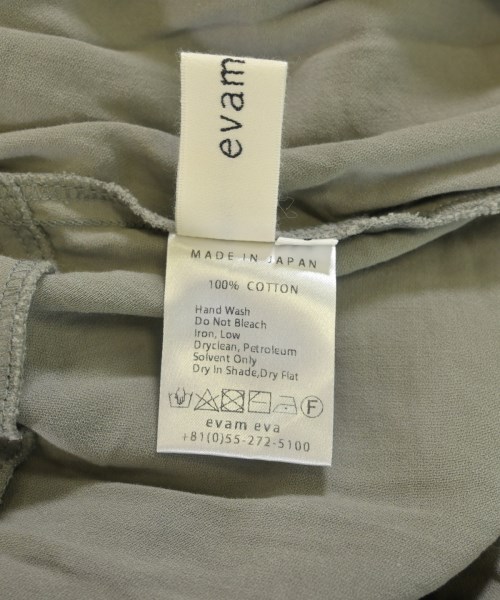 evam
MADE IN JAPAN
100% COTTON
Hand Wash
Do Not Bleach
Iron, Low
Dryclean, Petroleum
Solvent Only
Dry In Shade,Dry Flat
F
evam eva
+81(0)55-272-5100